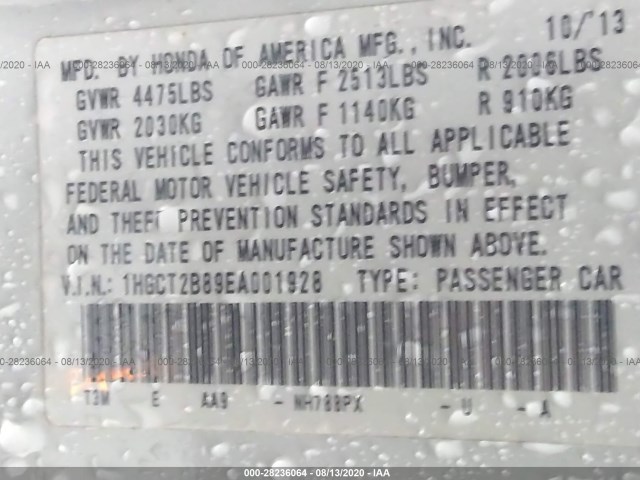 10/13
MFD. BY HONDA OF AMERICA MFG., INC.
GVWR 4475LBS GAWR F 2513LBS R 2006LBS
GVWR 2030KG GAWR F 1140KG R 910KG
THIS VEHICLE CONFORMS TO ALL APPLICABLE
FEDERAL MOTOR VEHICLE SAFETY, BUMPER,
AND THEFT PREVENTION STANDARDS IN EFFECT
ON THE DATE OF MANUFACTURE SHOWN ABOVE.
V.I.N.: 1HGCT2B89EA001928 TYPE: PASSENGER CAR
T3M E AA9 - NH788PX - U - A
000-28236064 - 08/13/2020 - IAA